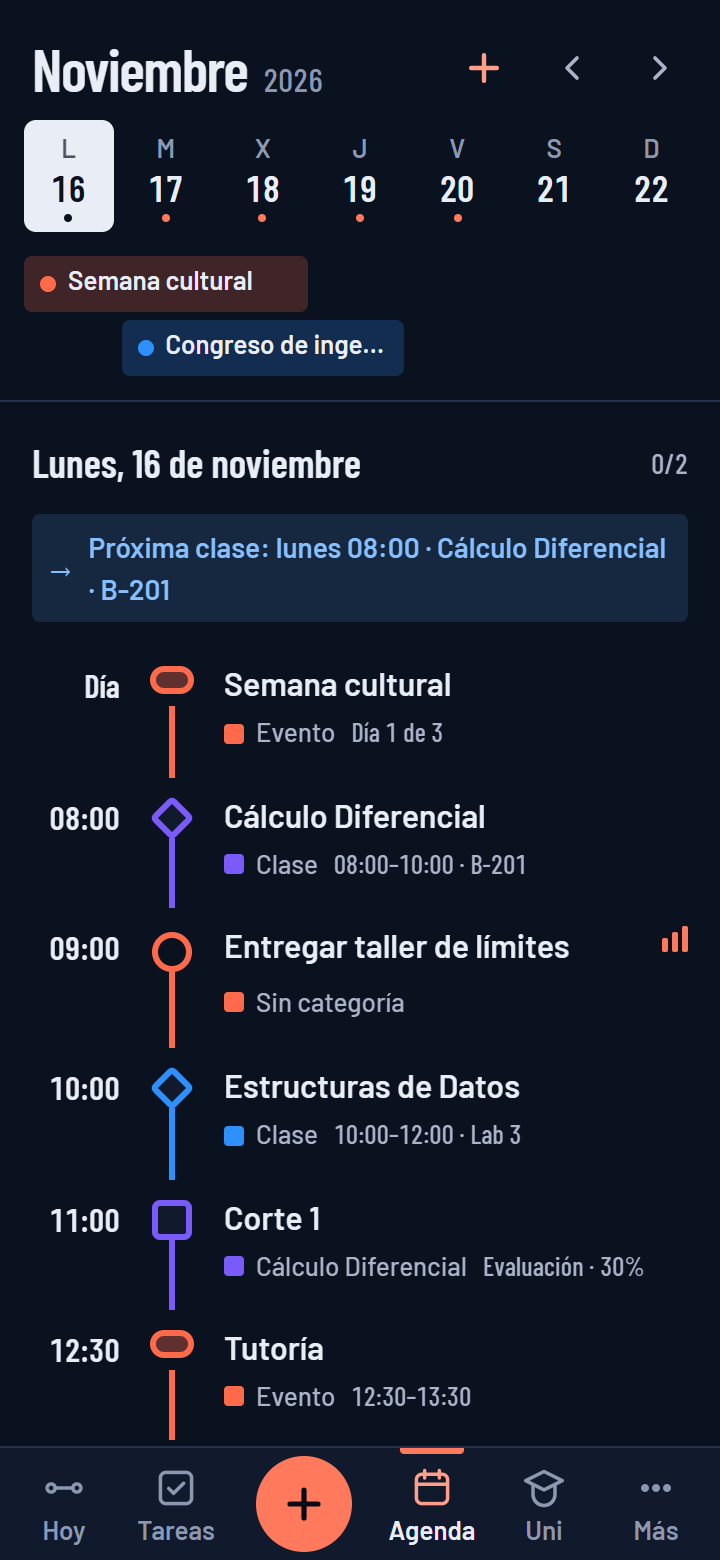 Noviembre 2026
L M X J V S D
16 17 18 19 20 21 22
Semana cultural
Congreso de inge...
Lunes, 16 de noviembre 0/2
→ Próxima clase: lunes 08:00 · Cálculo Diferencial
· B-201
Día Semana cultural
Evento Día 1 de 3
08:00 Cálculo Diferencial
Clase 08:00–10:00 · B-201
09:00 Entregar taller de límites
Sin categoría
10:00 Estructuras de Datos
Clase 10:00–12:00 · Lab 3
11:00 Corte 1
Cálculo Diferencial Evaluación · 30%
12:30 Tutoría
Evento 12:30–13:30
Hoy Tareas Agenda Uni Más